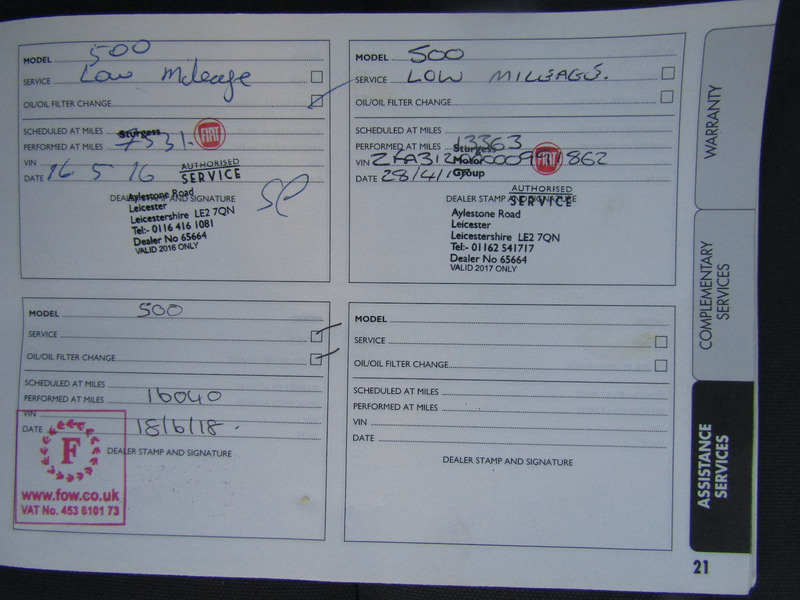 MODEL 500
SERVICE Low Mileage
OIL/OIL FILTER CHANGE
SCHEDULED AT MILES
Sturgess
FIAT
PERFORMED AT MILES 7531.
VIN
AUTHORISED
SERVICE
DATE 16 5 16
DEALER STAMP AND SIGNATURE
Aylestone Road
Leicester
Leicestershire LE2 7QN
Tel:- 0116 416 1081
Dealer No 65664
VALID 2016 ONLY
MODEL 500
SERVICE LOW MILEAGE.
OIL/OIL FILTER CHANGE
SCHEDULED AT MILES
PERFORMED AT MILES 13363
Sturgess
Motor
Group
FIAT
VIN
DATE 28/4/
AUTHORISED
SERVICE
DEALER STAMP AND SIGNATURE
Aylestone Road
Leicester
Leicestershire LE2 7QN
Tel:- 01162 541717
Dealer No 65664
VALID 2017 ONLY
MODEL 500
SERVICE
OIL/OIL FILTER CHANGE
SCHEDULED AT MILES
PERFORMED AT MILES 16040
VIN
DATE 18/6/18.
DEALER STAMP AND SIGNATURE
F
www.fow.co.uk
VAT No. 453 6101 73
MODEL
SERVICE
OIL/OIL FILTER CHANGE
SCHEDULED AT MILES
PERFORMED AT MILES
VIN
DATE
DEALER STAMP AND SIGNATURE
WARRANTY
COMPLEMENTARY
SERVICES
ASSISTANCE
SERVICES
21